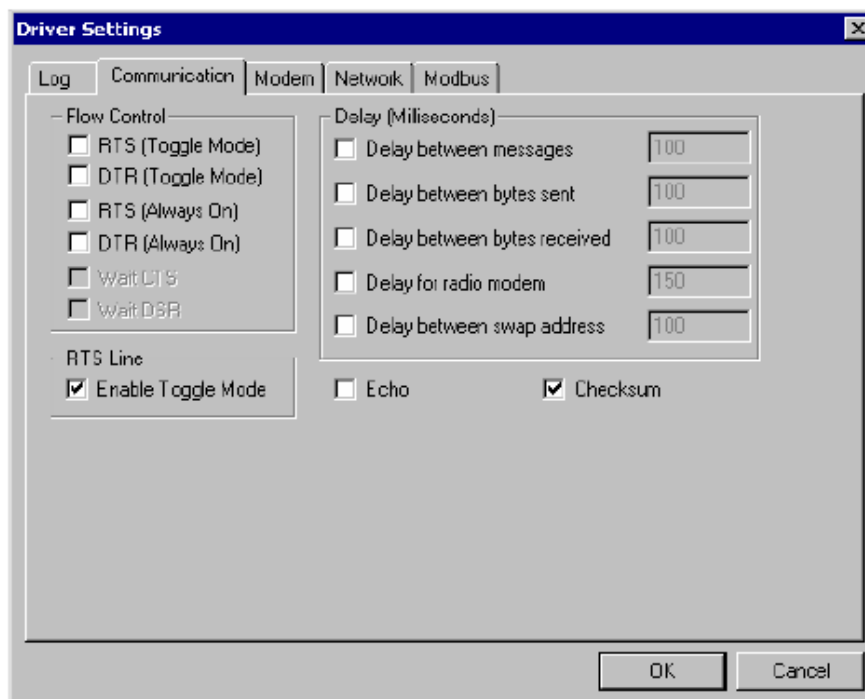 Driver Settings
Log Communication Modem Network Modbus
Flow Control
RTS (Toggle Mode)
DTR (Toggle Mode)
RTS (Always On)
DTR (Always On)
Wait CTS
Wait DSR
RTS Line
Enable Toggle Mode
Delay (Miliseconds)
Delay between messages 100
Delay between bytes sent 100
Delay between bytes received 100
Delay for radio modem 150
Delay between swap address 100
Echo Checksum
OK Cancel